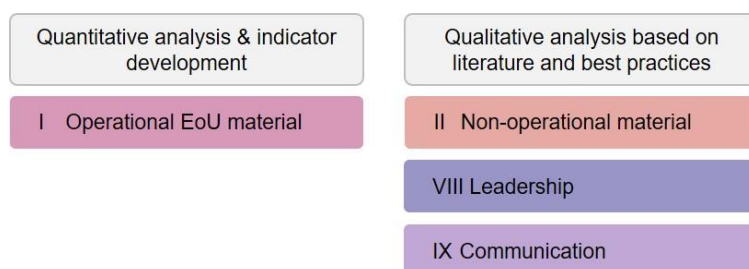 Quantitative analysis & indicator
development
I Operational EoU material
Qualitative analysis based on
literature and best practices
II Non-operational material
VIII Leadership
IX Communication